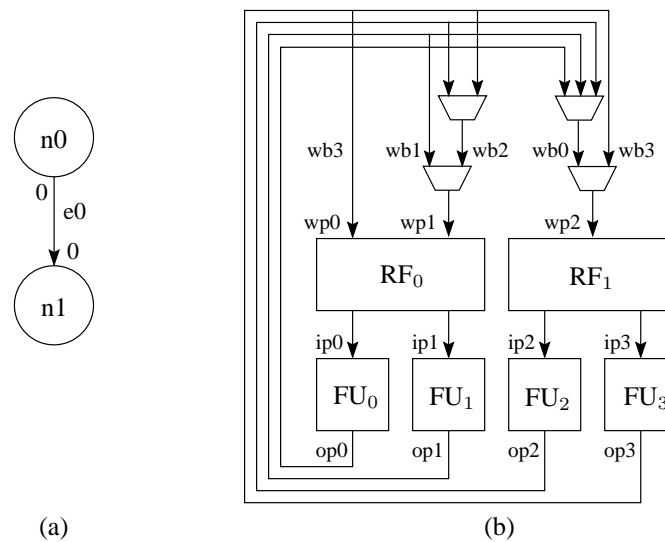 n0
0
e0
0
n1
(a)
wb3
wb1
wb2
wb0
wb3
wp0
wp1
wp2
RF0
RF1
ip0
ip1
ip2
ip3
FU0
FU1
FU2
FU3
op0
op1
op2
op3
(b)